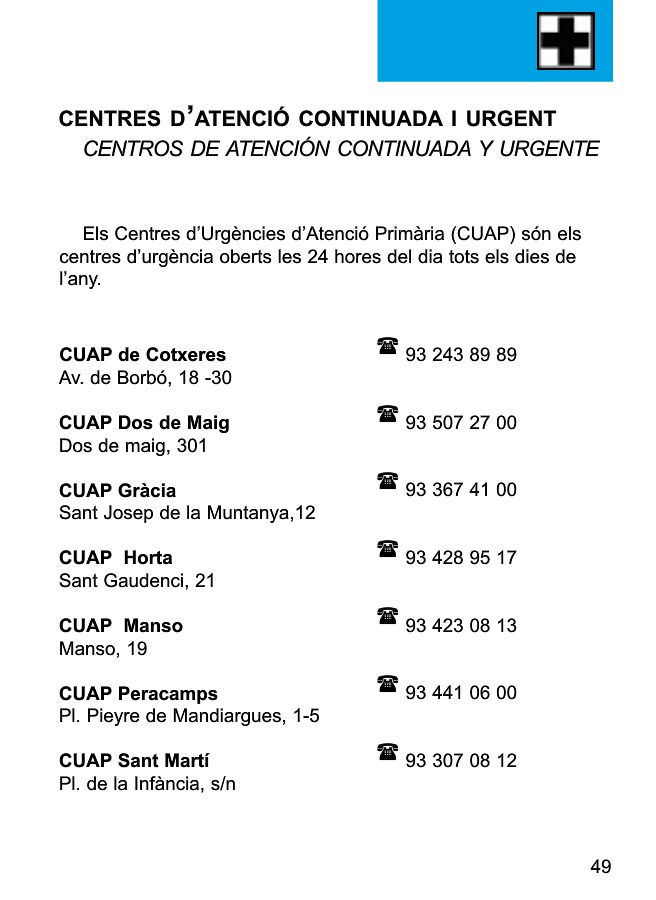 CENTRES D’ATENCIÓ CONTINUADA I URGENT
CENTROS DE ATENCIÓN CONTINUADA Y URGENTE
Els Centres d’Urgències d’Atenció Primària (CUAP) són els
centres d’urgència oberts les 24 hores del dia tots els dies de
l’any.
CUAP de Cotxeres ☎ 93 243 89 89
Av. de Borbó, 18 -30
CUAP Dos de Maig ☎ 93 507 27 00
Dos de maig, 301
CUAP Gràcia ☎ 93 367 41 00
Sant Josep de la Muntanya,12
CUAP Horta ☎ 93 428 95 17
Sant Gaudenci, 21
CUAP Manso ☎ 93 423 08 13
Manso, 19
CUAP Peracamps ☎ 93 441 06 00
Pl. Pieyre de Mandiargues, 1-5
CUAP Sant Martí ☎ 93 307 08 12
Pl. de la Infància, s/n
49